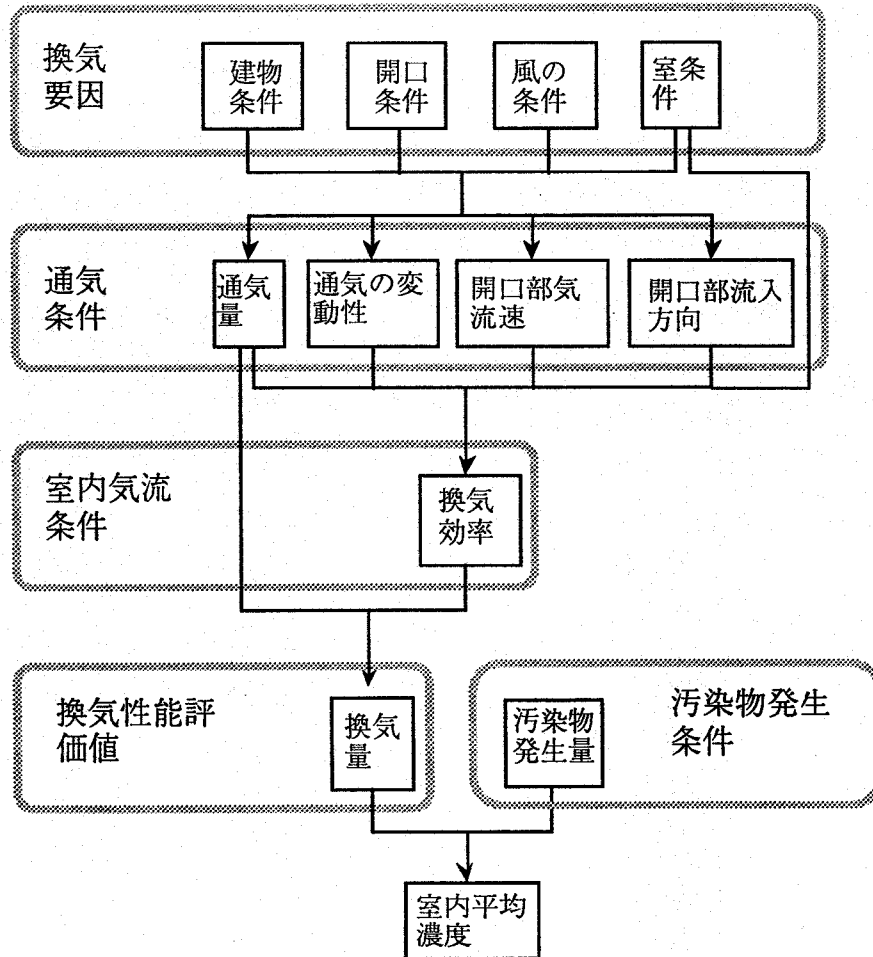 換気
要因
建物
条件
開口
条件
風の
条件
室条
件
通気
条件
通気
量
通気の変
動性
開口部気
流速
開口部流入
方向
室内気流
条件
換気
効率
換気性能評
価値
換気
量
汚染物
発生量
汚染物発生
条件
室内平均
濃度